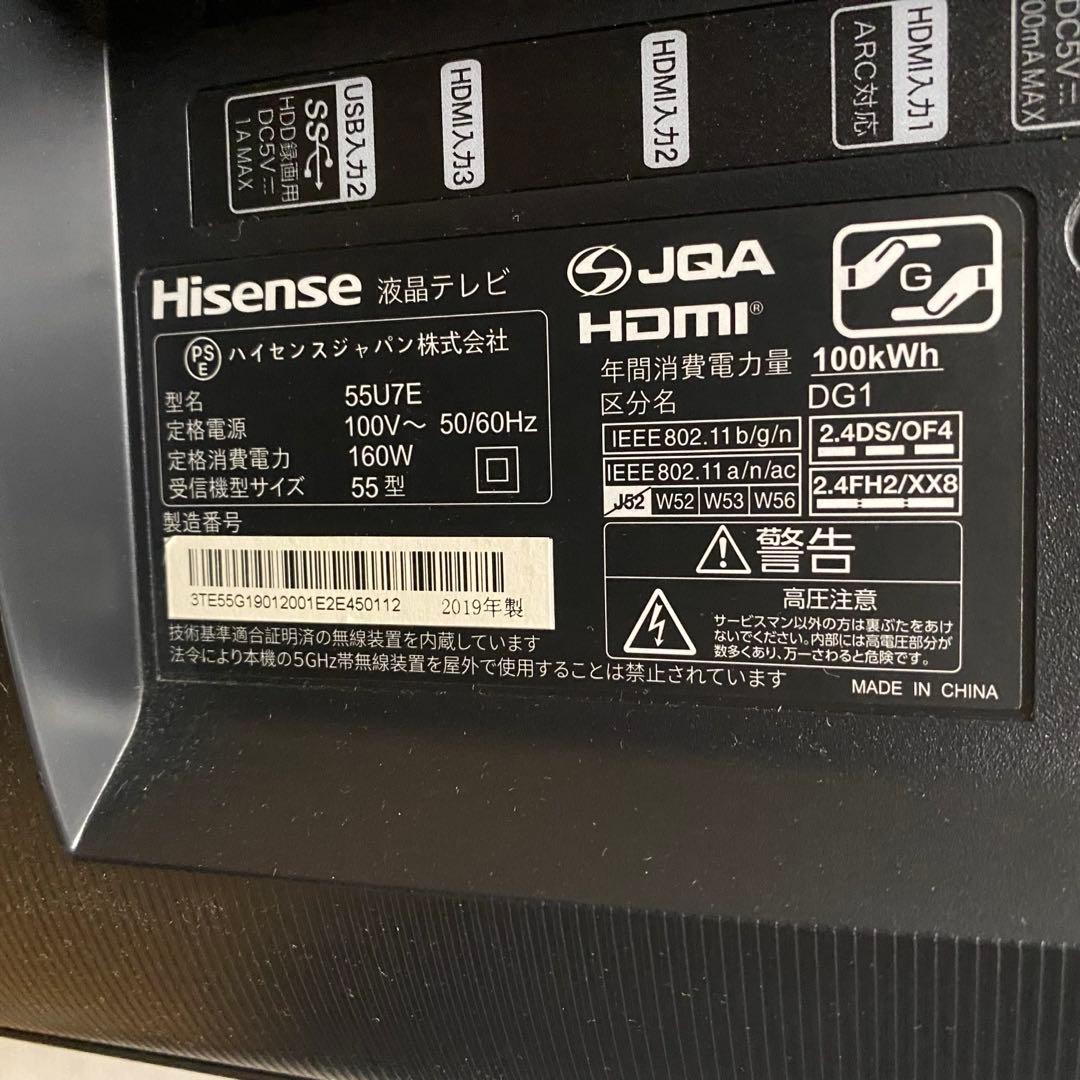 USB入力2
SS
HDD録画用
DC5V
1A MAX
HDMI入力3
HDMI入力2
HDMI入力1
ARC対応
DC5V
00mA MAX
Hisense 液晶テレビ
PSE ハイセンスジャパン株式会社
型名 55U7E
定格電源 100V～ 50/60Hz
定格消費電力 160W
受信機型サイズ 55型
製造番号
3TE55G19012001E2E450112 2019年製
技術基準適合証明済の無線装置を内蔵しています
法令により本機の5GHz帯無線装置を屋外で使用することは禁止されています
JQA
HDMI®
G
年間消費電力量 100kWh
区分名 DG1
IEEE802.11b/g/n
IEEE802.11a/n/ac
J52 W52 W53 W56
2.4DS/OF4
2.4FH2/XX8
警告
高圧注意
サービスマン以外の方は裏ぶたをあけ
ないでください。内部には高電圧部分が
数多くあり、万一さわると危険です。
MADE IN CHINA